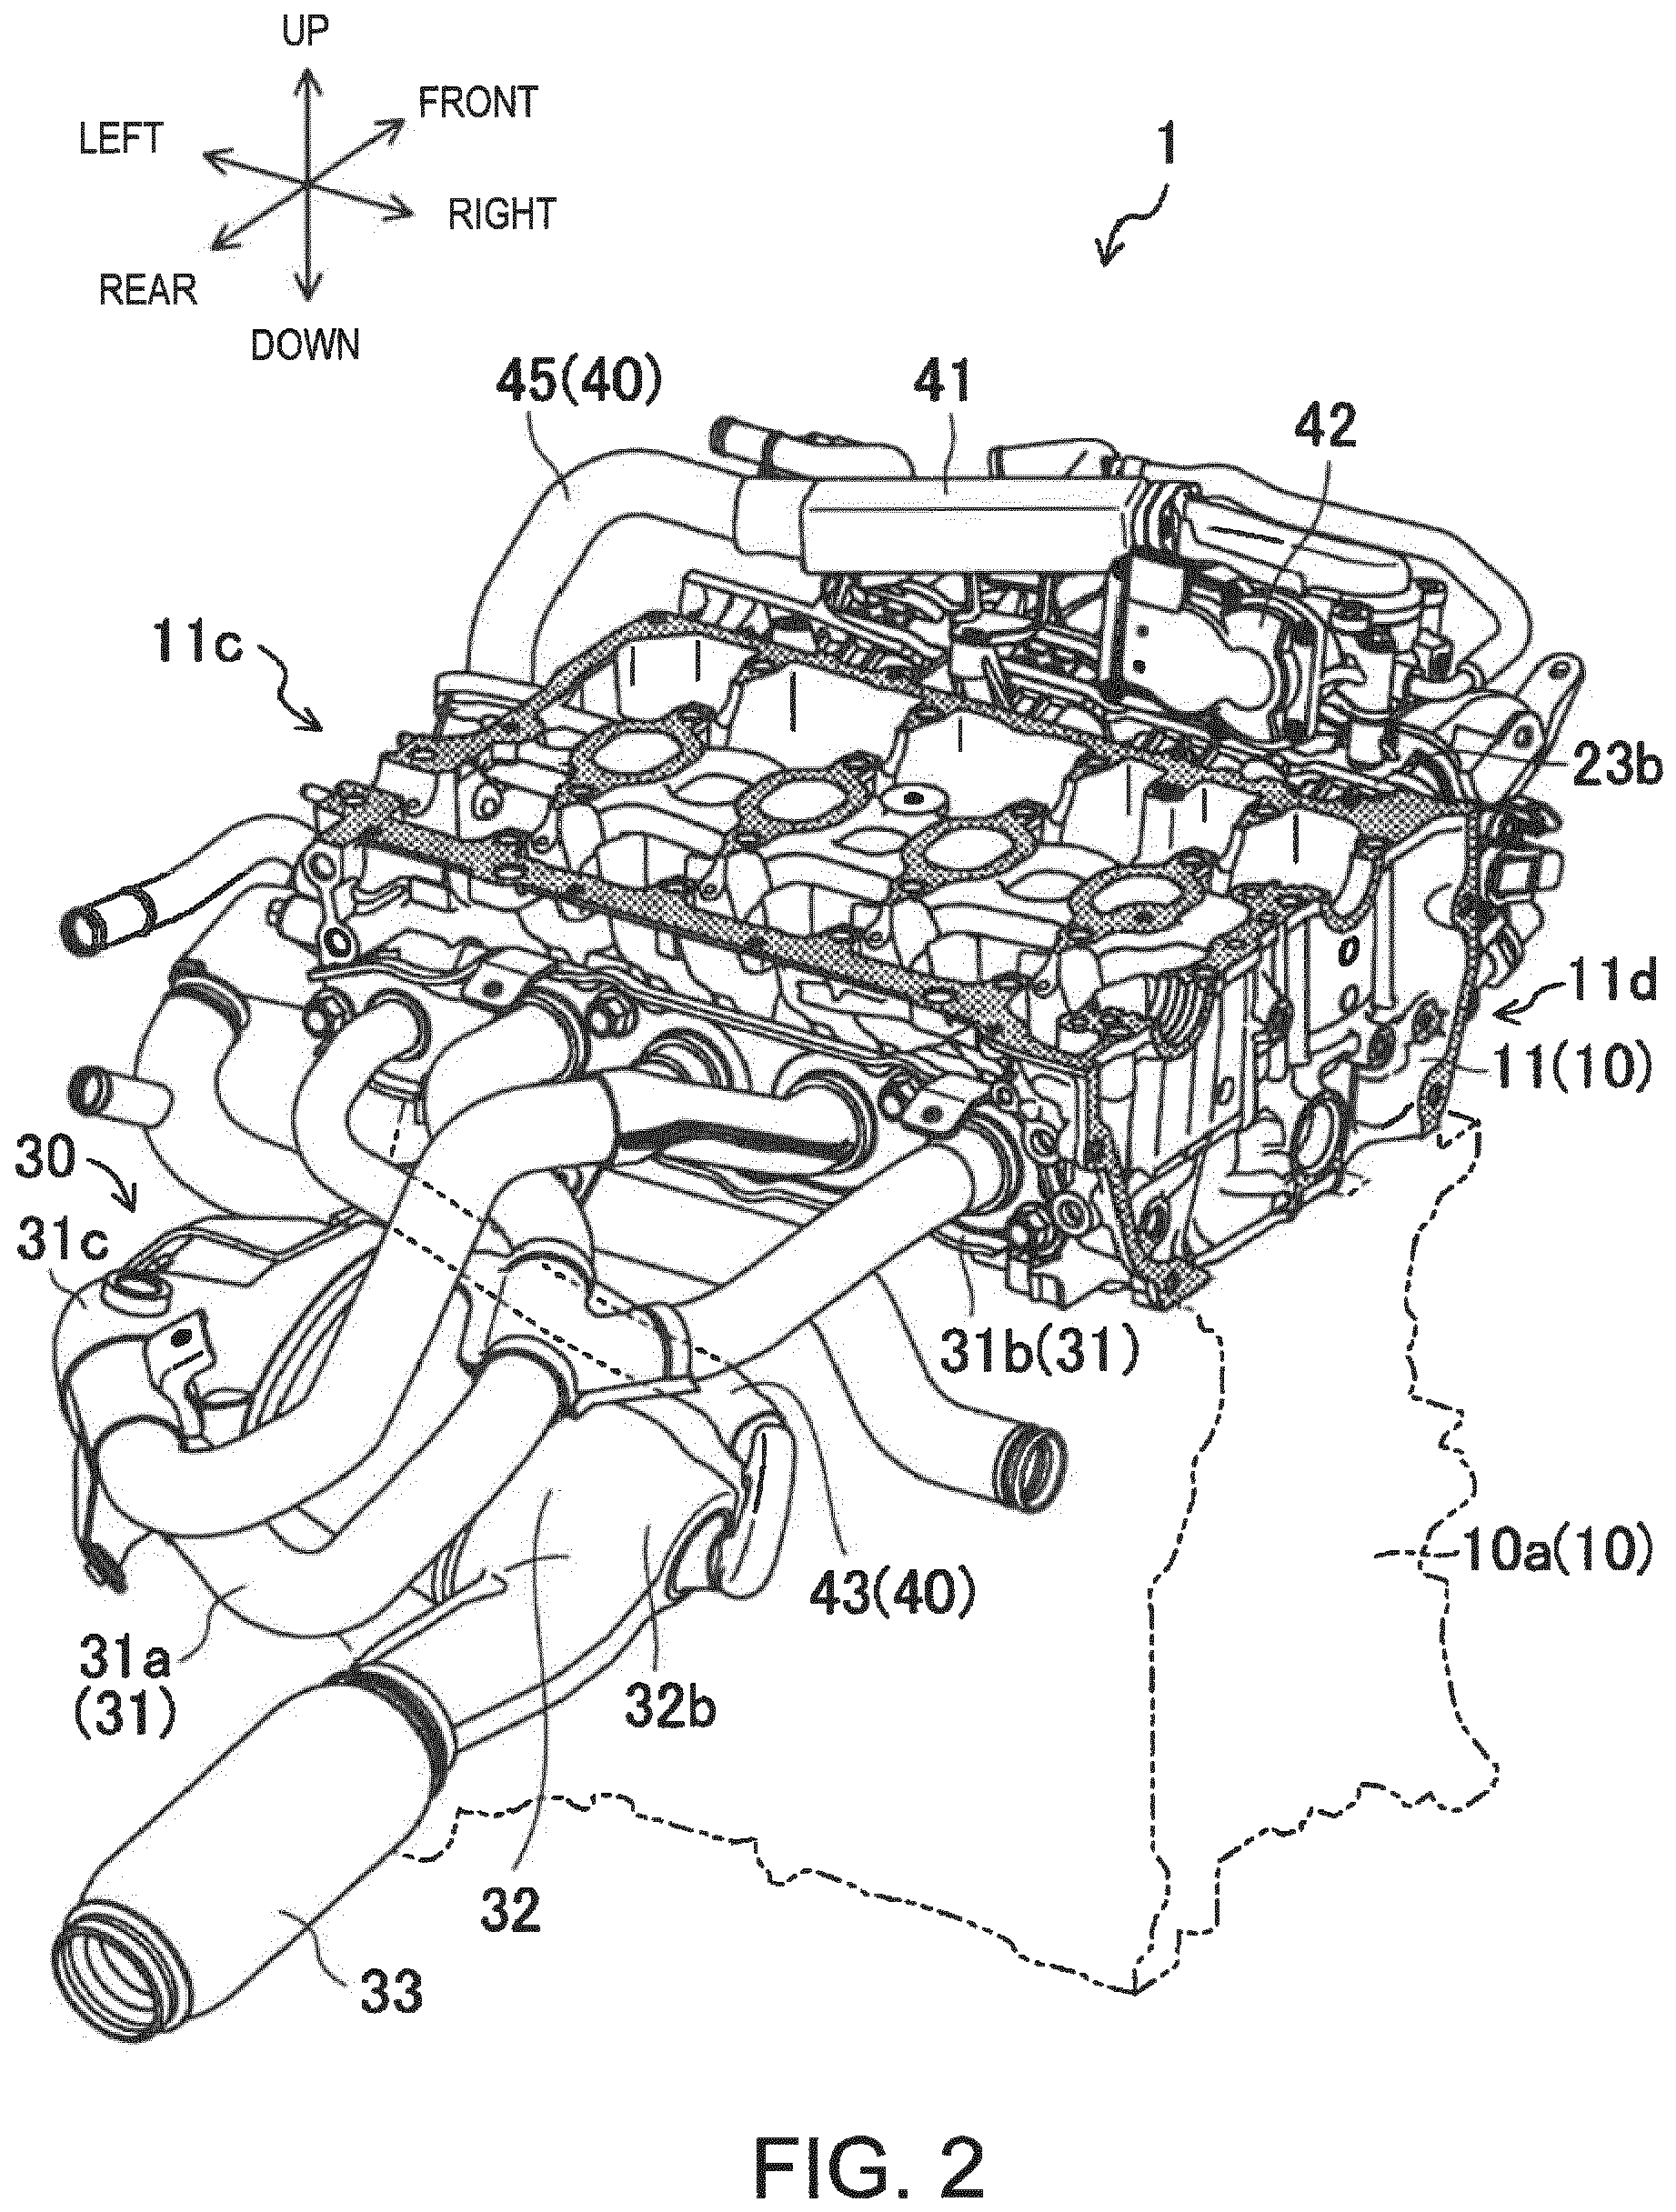 UP
FRONT
LEFT
RIGHT
REAR
DOWN
1
45(40)
41
42
11c
23b
11d
11(10)
30
31c
31b(31)
10a(10)
43(40)
31a
(31)
32b
32
33
FIG. 2